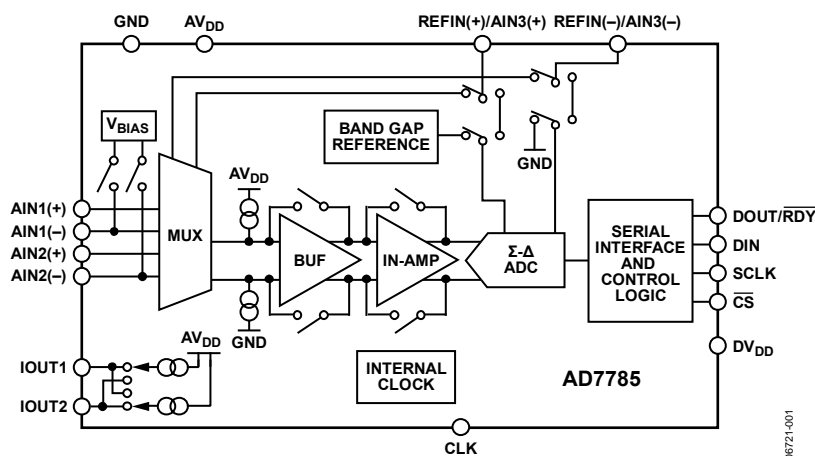 GND
AVDD
REFIN(+)/AIN3(+)
REFIN(–)/AIN3(–)
VBIAS
BAND GAP
REFERENCE
GND
AVDD
AIN1(+)
AIN1(–)
AIN2(+)
AIN2(–)
MUX
BUF
IN-AMP
Σ-Δ
ADC
SERIAL
INTERFACE
AND
CONTROL
LOGIC
DOUT/RDY
DIN
SCLK
CS
DVDD
GND
AVDD
IOUT1
IOUT2
INTERNAL
CLOCK
AD7785
CLK
06721-001